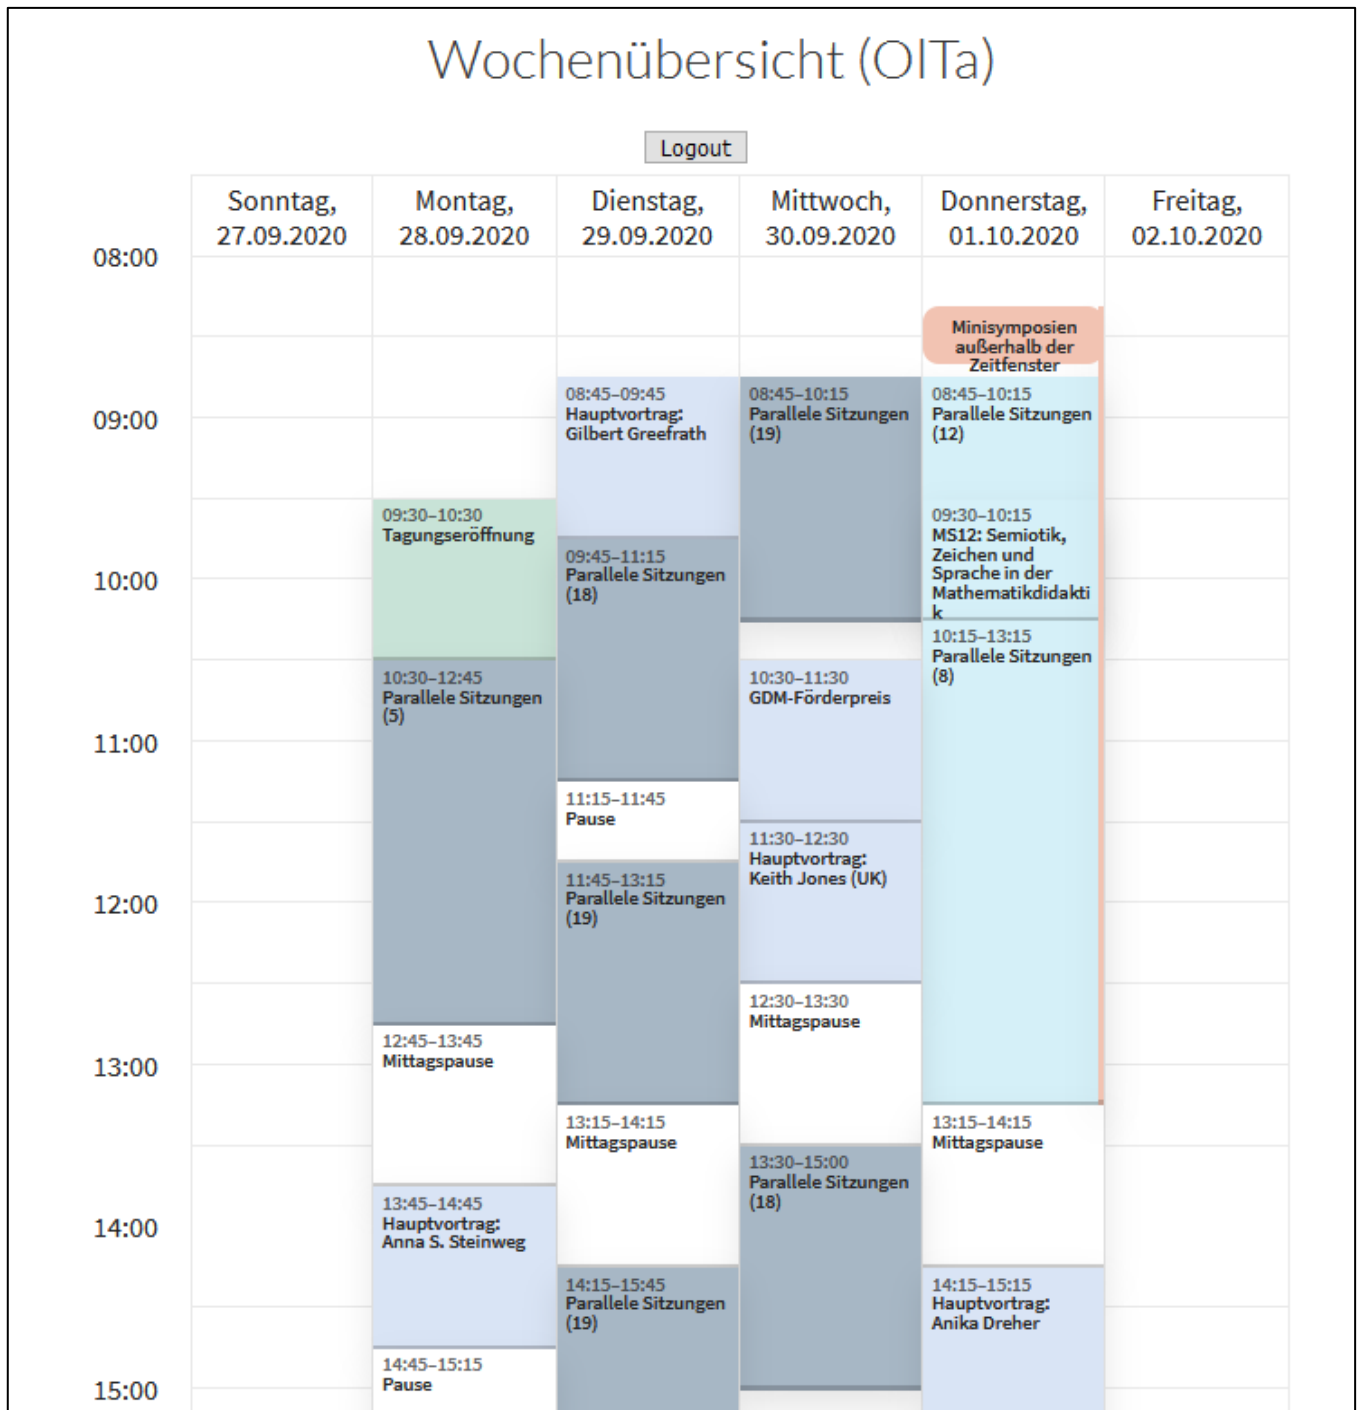 Wochenübersicht (OITa)
Logout
Sonntag,
27.09.2020
Montag,
28.09.2020
Dienstag,
29.09.2020
Mittwoch,
30.09.2020
Donnerstag,
01.10.2020
Freitag,
02.10.2020
08:00
09:00
10:00
11:00
12:00
13:00
14:00
15:00
09:30–10:30
Tagungseröffnung
10:30–12:45
Parallele Sitzungen
(5)
12:45–13:45
Mittagspause
13:45–14:45
Hauptvortrag:
Anna S. Steinweg
14:45–15:15
Pause
08:45–09:45
Hauptvortrag:
Gilbert Greefrath
09:45–11:15
Parallele Sitzungen
(18)
11:15–11:45
Pause
11:45–13:15
Parallele Sitzungen
(19)
13:15–14:15
Mittagspause
14:15–15:45
Parallele Sitzungen
(19)
08:45–10:15
Parallele Sitzungen
(19)
10:30–11:30
GDM-Förderpreis
11:30–12:30
Hauptvortrag:
Keith Jones (UK)
12:30–13:30
Mittagspause
13:30–15:00
Parallele Sitzungen
(18)
Minisymposien
außerhalb der
Zeitfenster
08:45–10:15
Parallele Sitzungen
(12)
09:30–10:15
MS12: Semiotik,
Zeichen und
Sprache in der
Mathematikdidakti
k
10:15–13:15
Parallele Sitzungen
(8)
13:15–14:15
Mittagspause
14:15–15:15
Hauptvortrag:
Anika Dreher